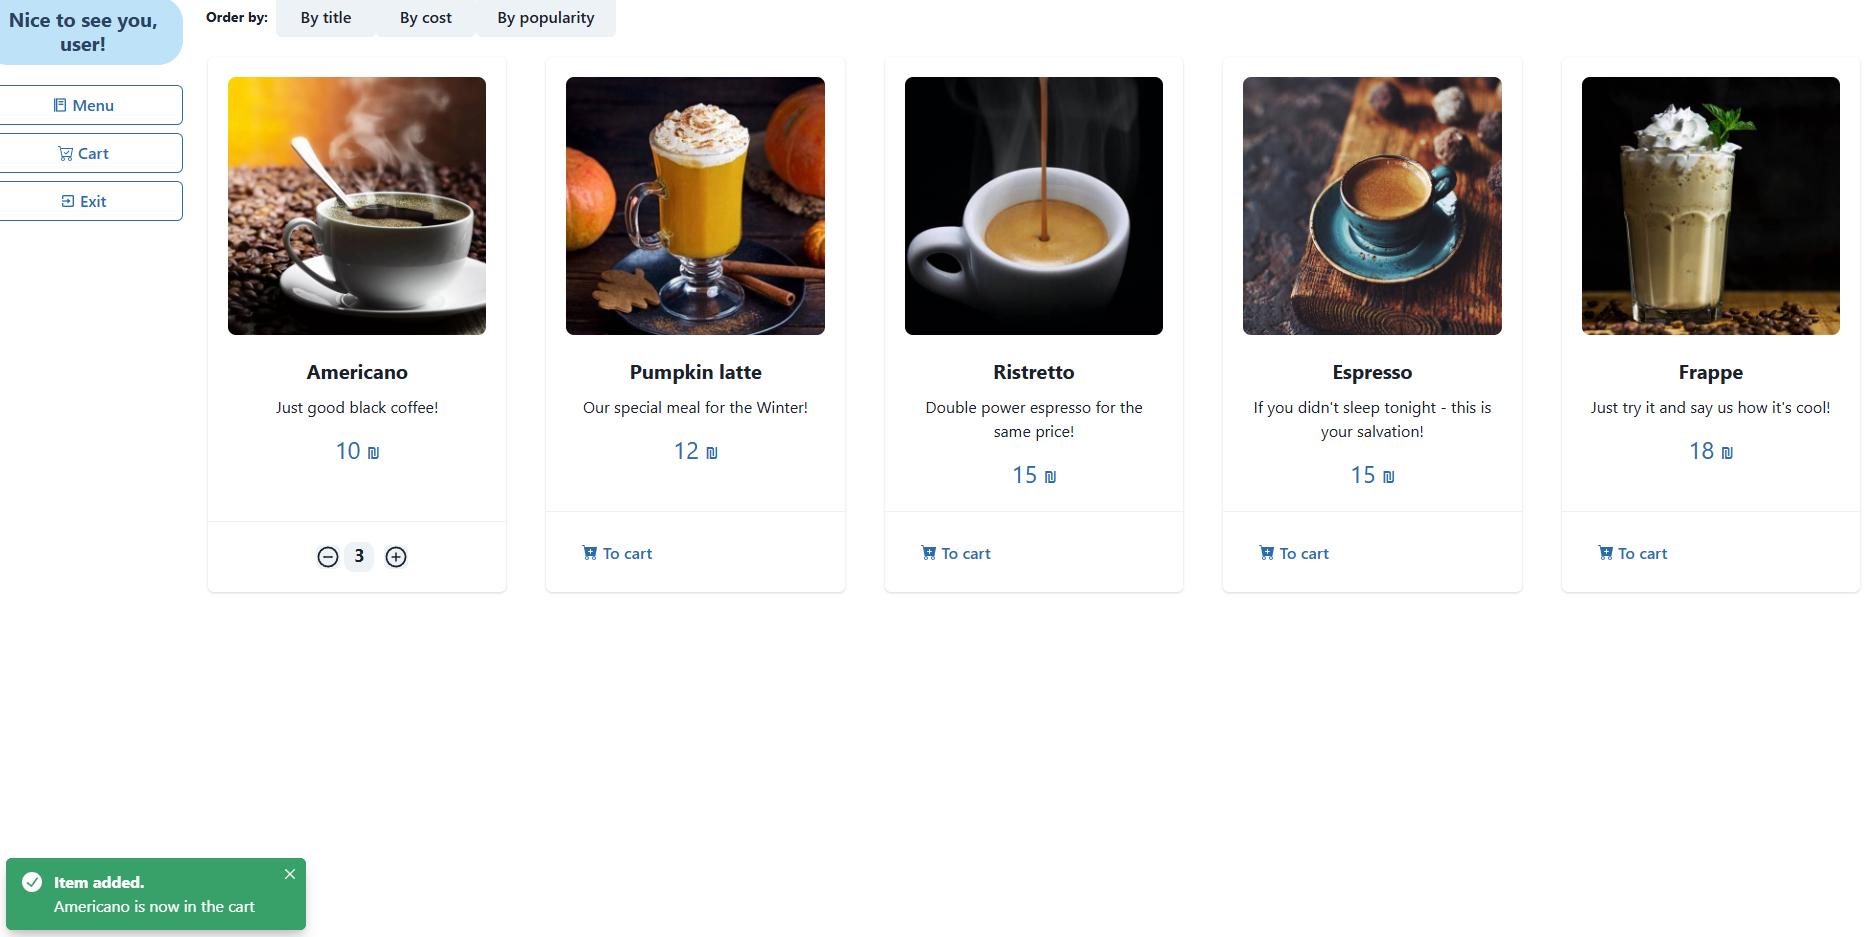 Nice to see you,
user!
Menu
Cart
Exit
Order by:
By title
By cost
By popularity
Americano
Just good black coffee!
10 ₪
3
Pumpkin latte
Our special meal for the Winter!
12 ₪
To cart
Ristretto
Double power espresso for the
same price!
15 ₪
To cart
Espresso
If you didn't sleep tonight - this is
your salvation!
15 ₪
To cart
Frappe
Just try it and say us how it's cool!
18 ₪
To cart
Item added.
Americano is now in the cart